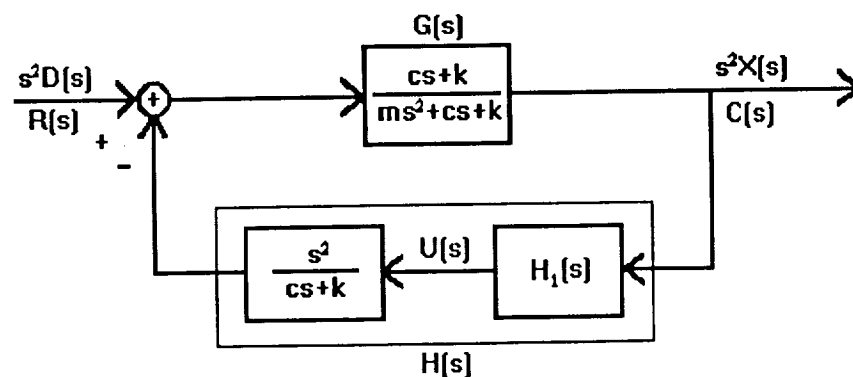 G(s)
s²D(s)
R(s)
+
+
-
cs+k
ms²+cs+k
s²X(s)
C(s)
s²
cs+k
U(s)
H₁(s)
H(s)